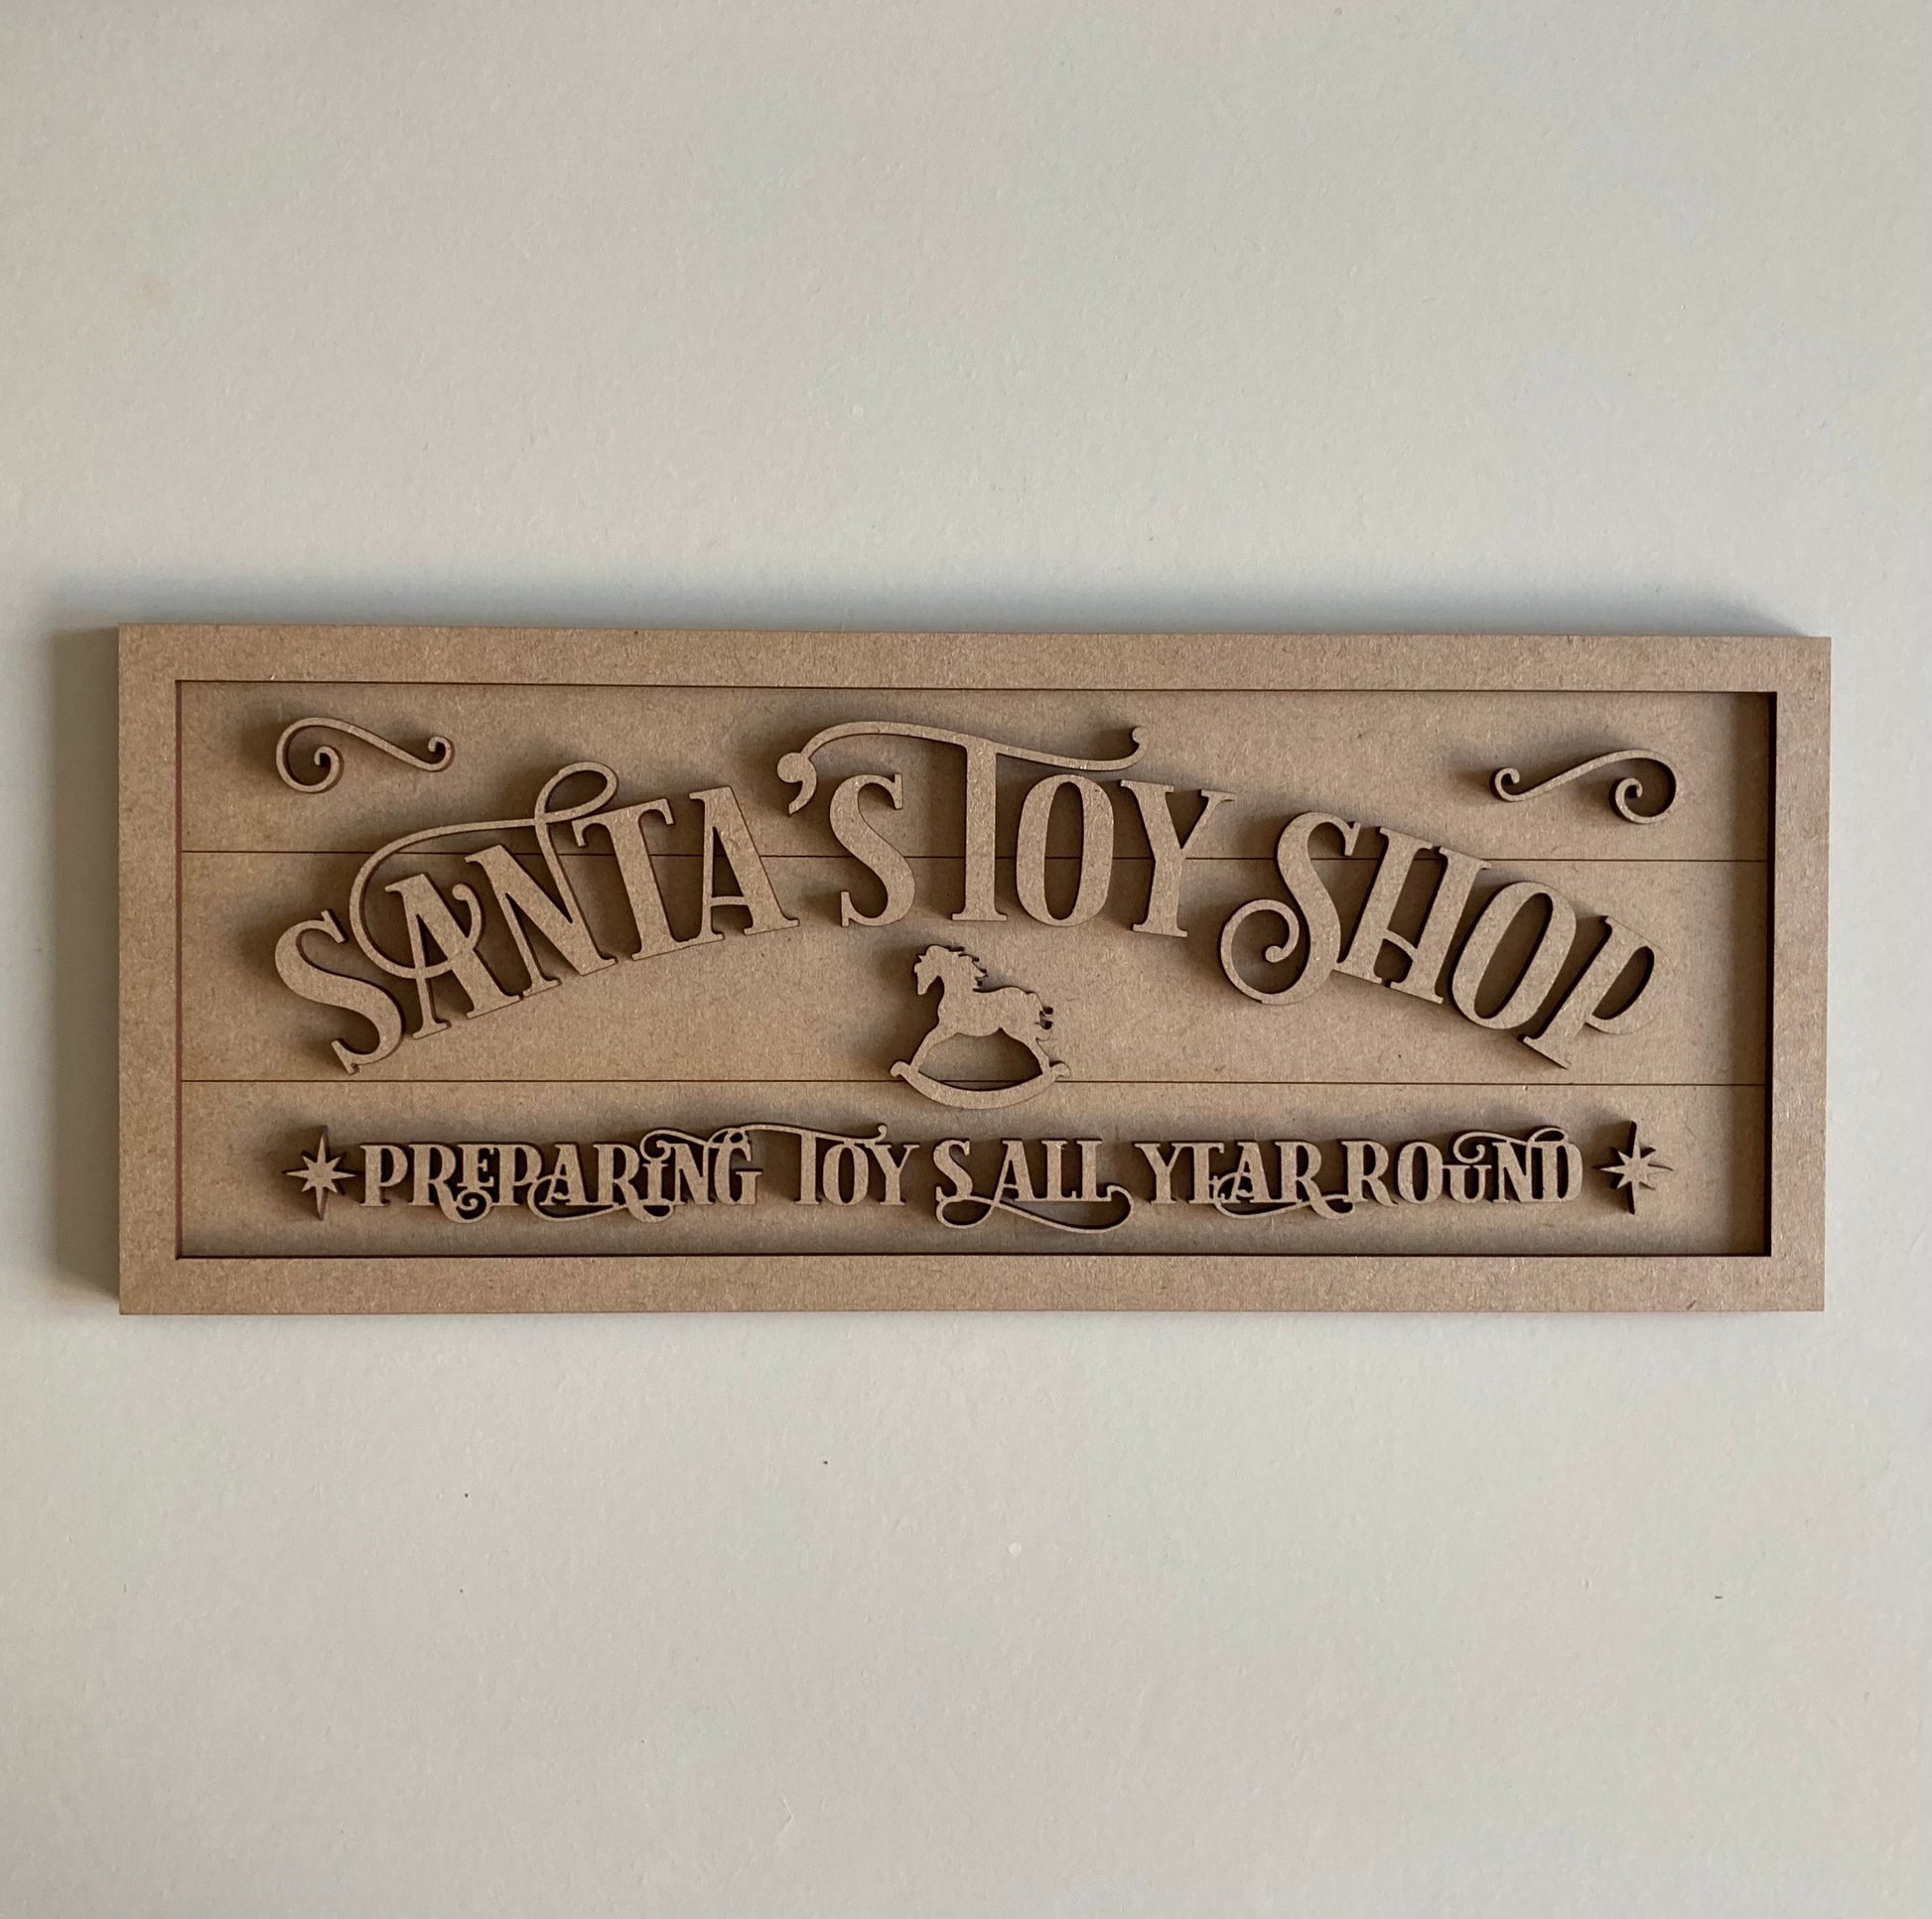 SANTA'S TOY SHOP
PREPARING TOYS ALL YEAR ROUND